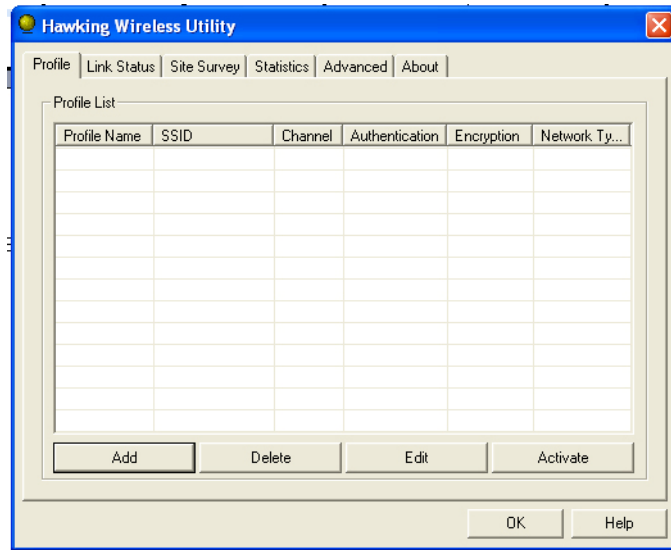 Hawking Wireless Utility
Profile Link Status Site Survey Statistics Advanced About
Profile List
Profile Name SSID Channel Authentication Encryption Network Ty...
Add Delete Edit Activate
OK Help